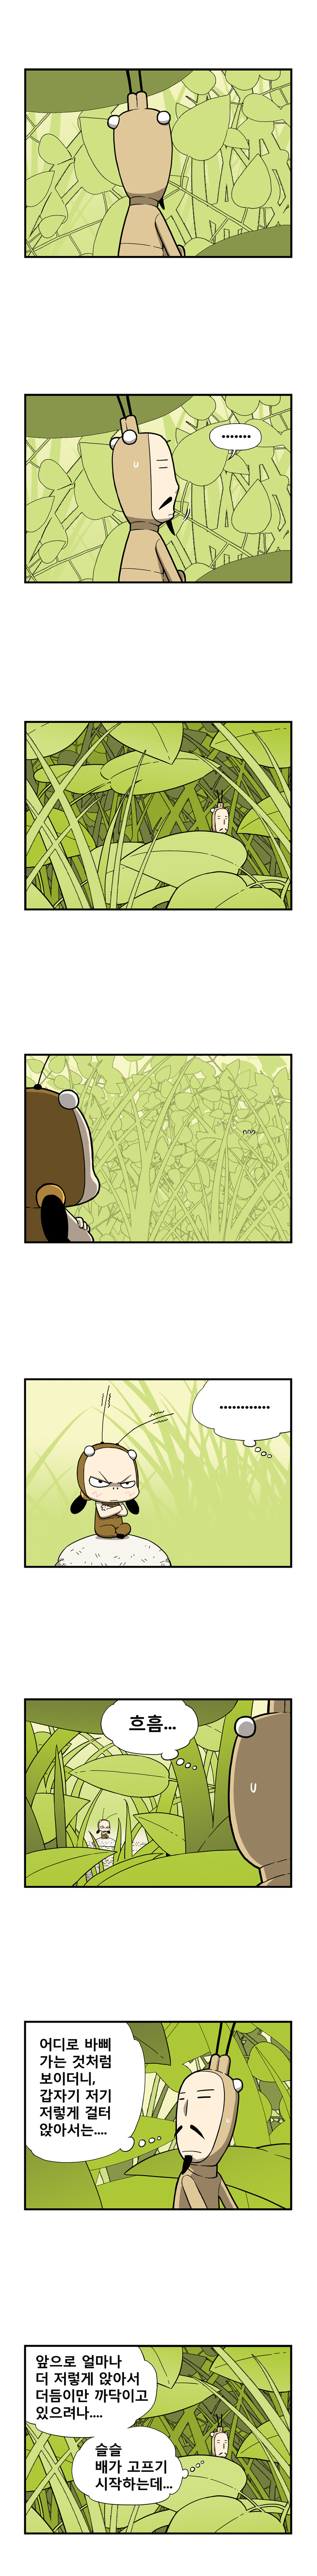 .......
............
흐흠...
어디로 바삐
가는 것처럼
보이더니,
갑자기 저기
저렇게 걸터
앉아서는....
앞으로 얼마나
더 저렇게 앉아서
더듬이만 까닥이고
있으려나....
슬슬
배가 고프기
시작하는데...